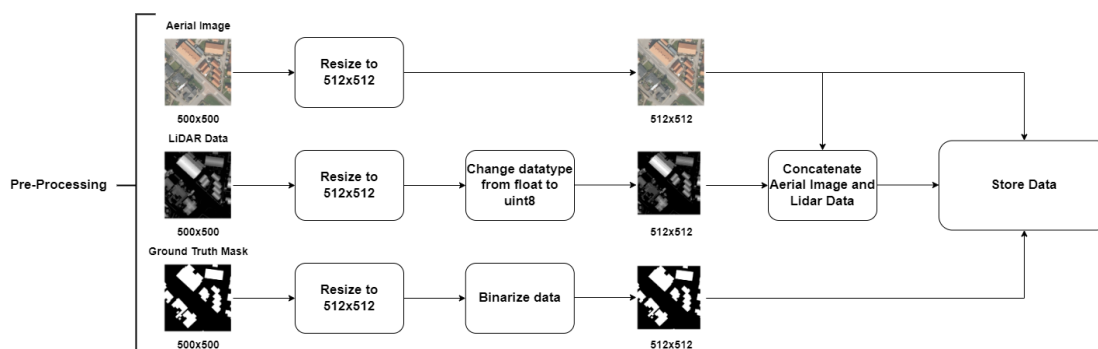 Aerial Image
Resize to
512x512
500x500
512x512
LiDAR Data
Pre-Processing
Resize to
512x512
Change datatype
from float to
uint8
Concatenate
Aerial Image and
Lidar Data
Store Data
500x500
512x512
Ground Truth Mask
Resize to
512x512
Binarize data
500x500
512x512